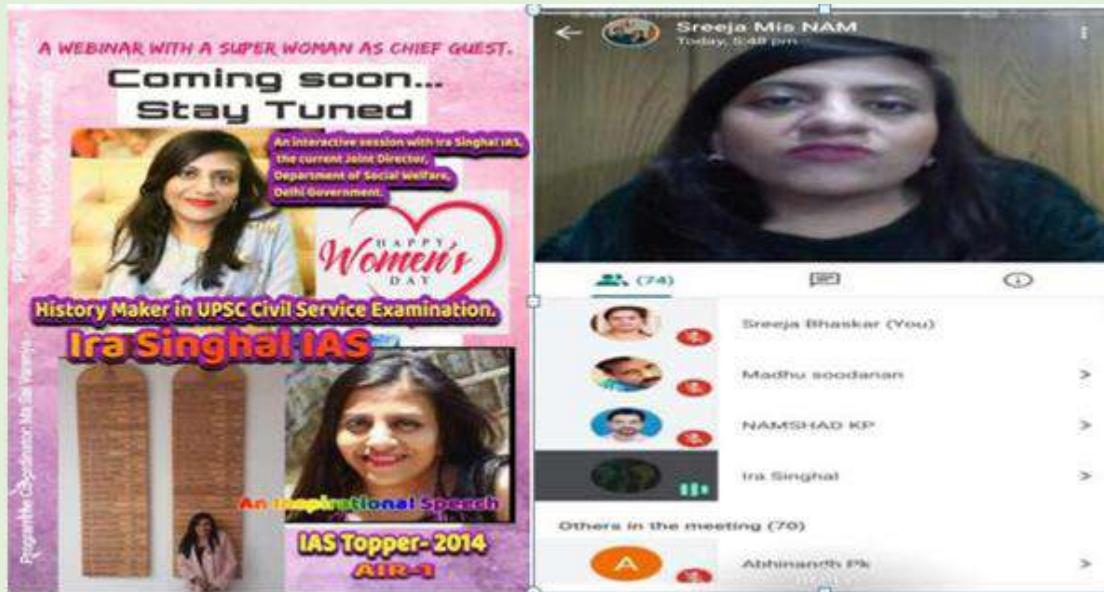 A WEBINAR WITH A SUPER WOMAN AS CHIEF GUEST.
Coming soon...
Stay Tuned
An interactive session with Ira Singhal IAS,
the current Joint Director,
Department of Social Welfare,
Delhi Government.
HAPPY
Women's
DAY
History Maker in UPSC Civil Service Examination.
Ira Singhal IAS
An Inspirational Speech
IAS Topper- 2014
AIR-1
Sreeja Mis NAM
Today, 5:48 pm
(74)
Sreeja Bhaskar (You)
Madhu soodanan
NAMSHAD KP
Ira Singhal
Others in the meeting (70)
A
Abhinandh Pk